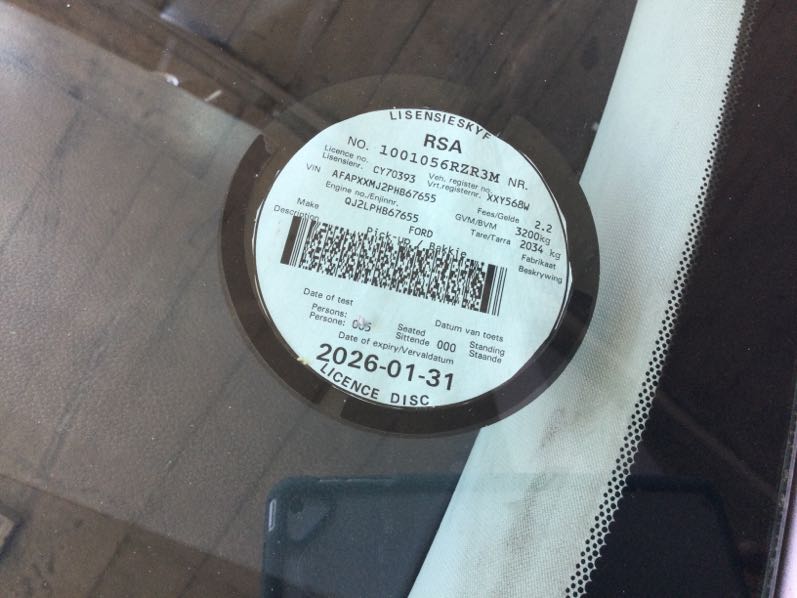 LISENSIESKYF
RSA
NO. 1001056RZR3M NR.
Licence no. CY70393 Veh. register no. XXY568W
Lisensienr. Vrt.registernr.
VIN AFAPXXMJ2PHB67655 Fees/Gelde 2.2
Engine no./Enjinnr. GVM/BVM 3200kg
QJ2LPHB67655 Tare/Tarra 2034 kg
Make FORD Fabrikaat
Description Pick-up / Bakkie Beskrywing
Date of test Datum van toets
Persons: 005 Seated 000 Standing
Persone: Sittende Staande
Date of expiry/Vervaldatum
2026-01-31
LICENCE DISC